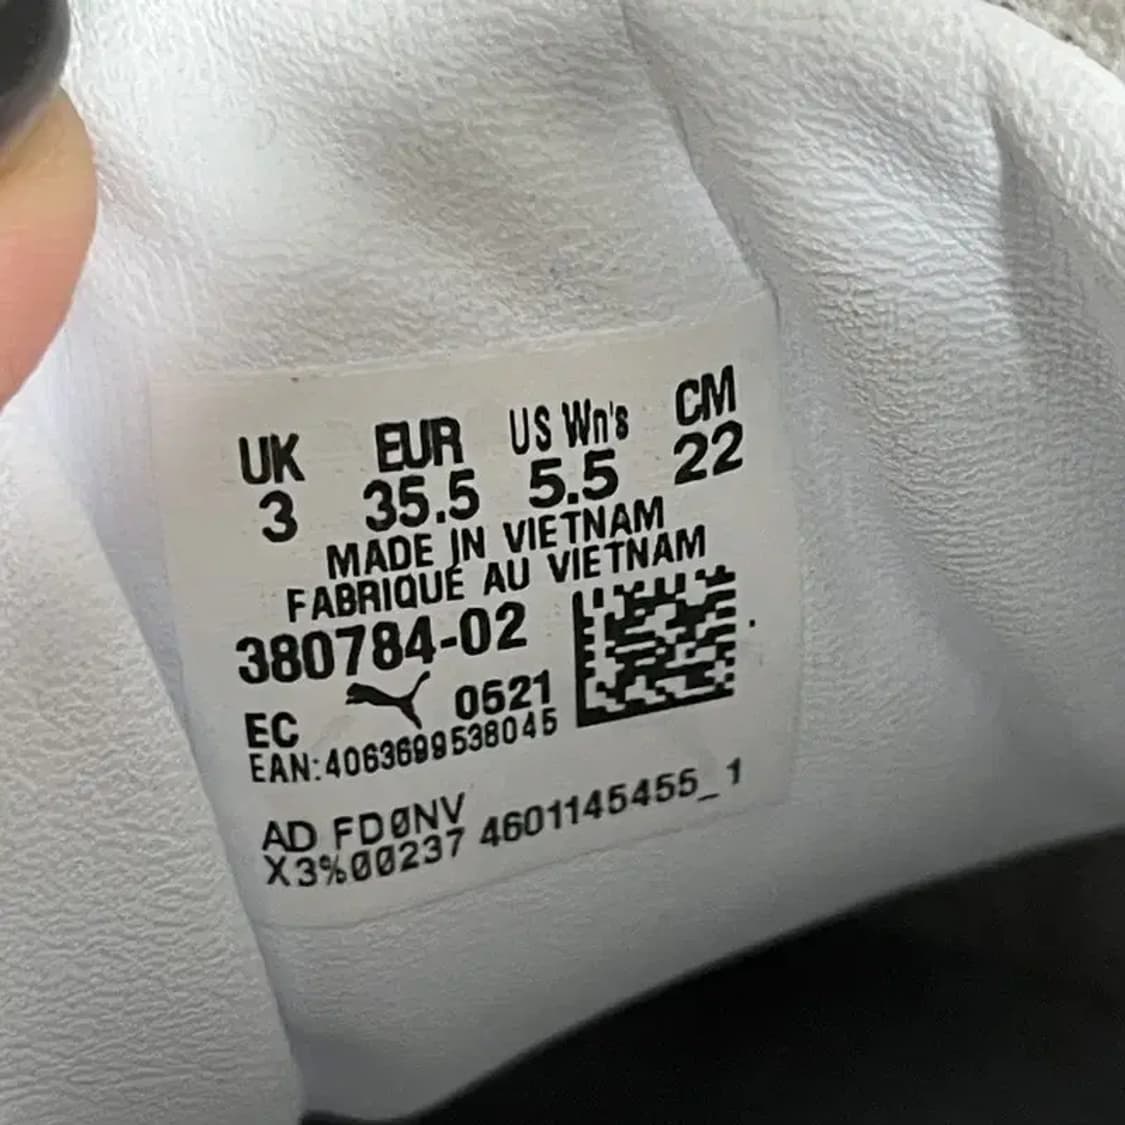 UK EUR US Wn's CM
3 35.5 5.5 22
MADE IN VIETNAM
FABRIQUÉ AU VIETNAM
380784-02
EC 0521
EAN:4063699538045
AD FD0NV
X3%00237 4601145455_1